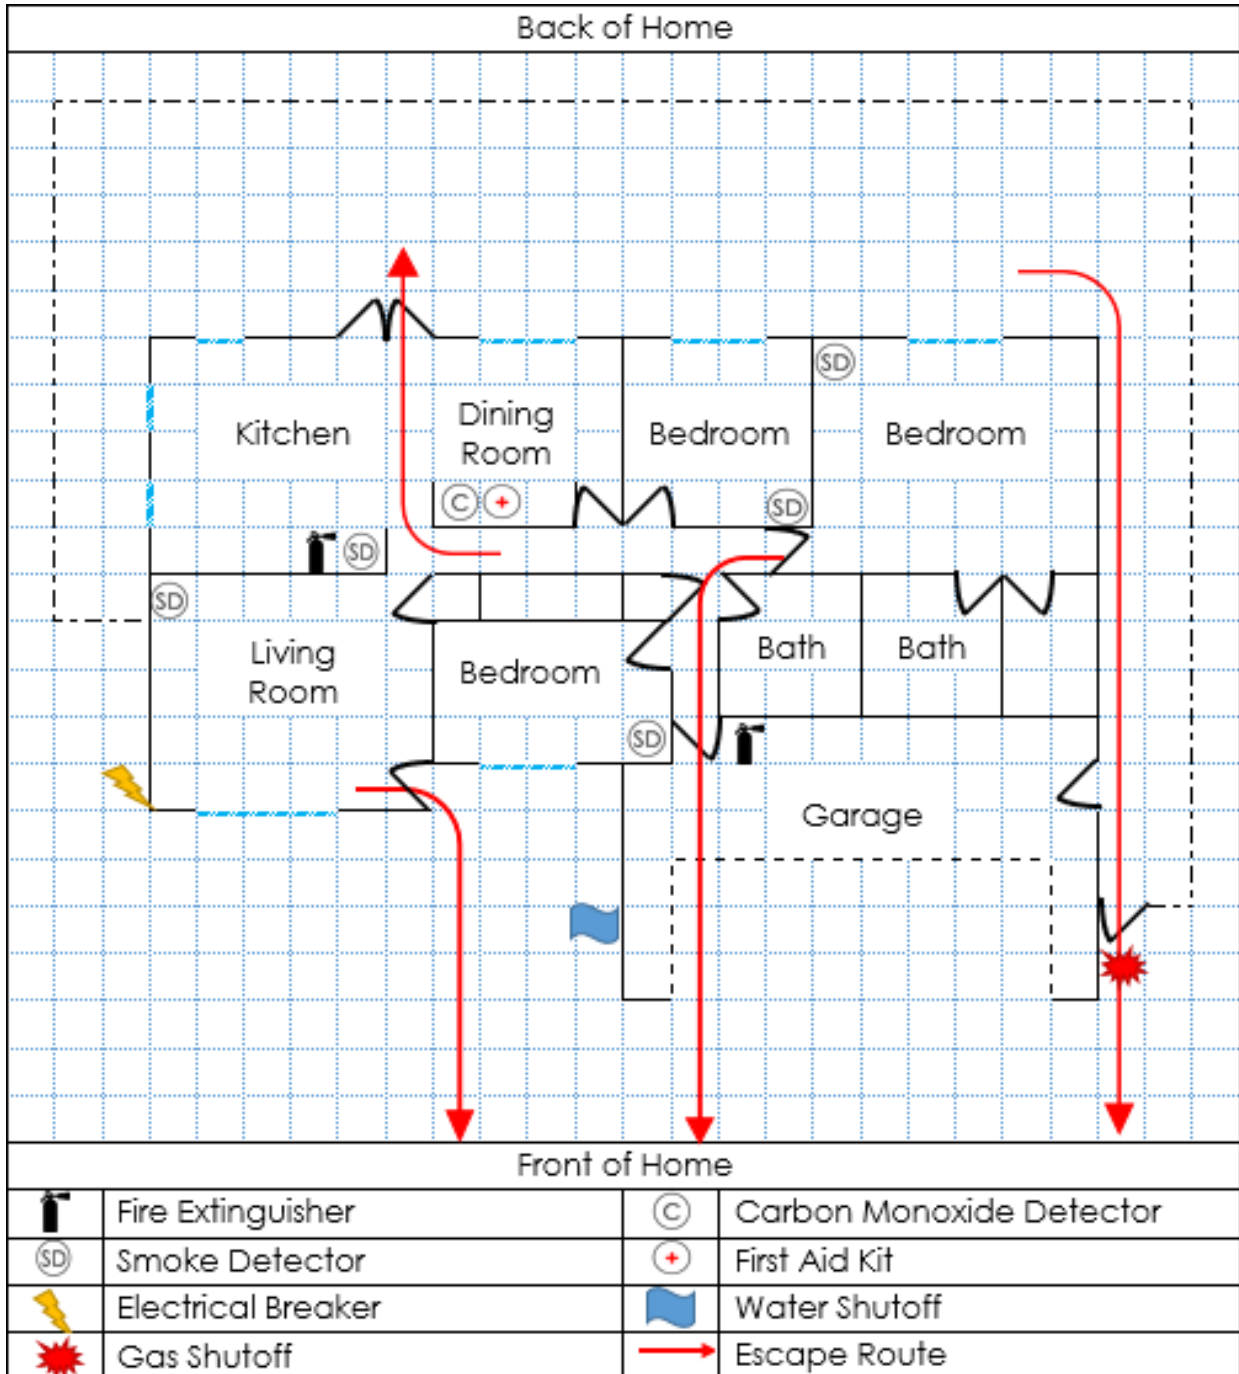 Back of Home
SD
Kitchen
Dining
Room
Bedroom
Bedroom
C
SD
SD
SD
Living
Room
Bedroom
Bath
Bath
SD
Garage
Front of Home
Fire Extinguisher
C
Carbon Monoxide Detector
SD
Smoke Detector
First Aid Kit
Electrical Breaker
Water Shutoff
Gas Shutoff
Escape Route